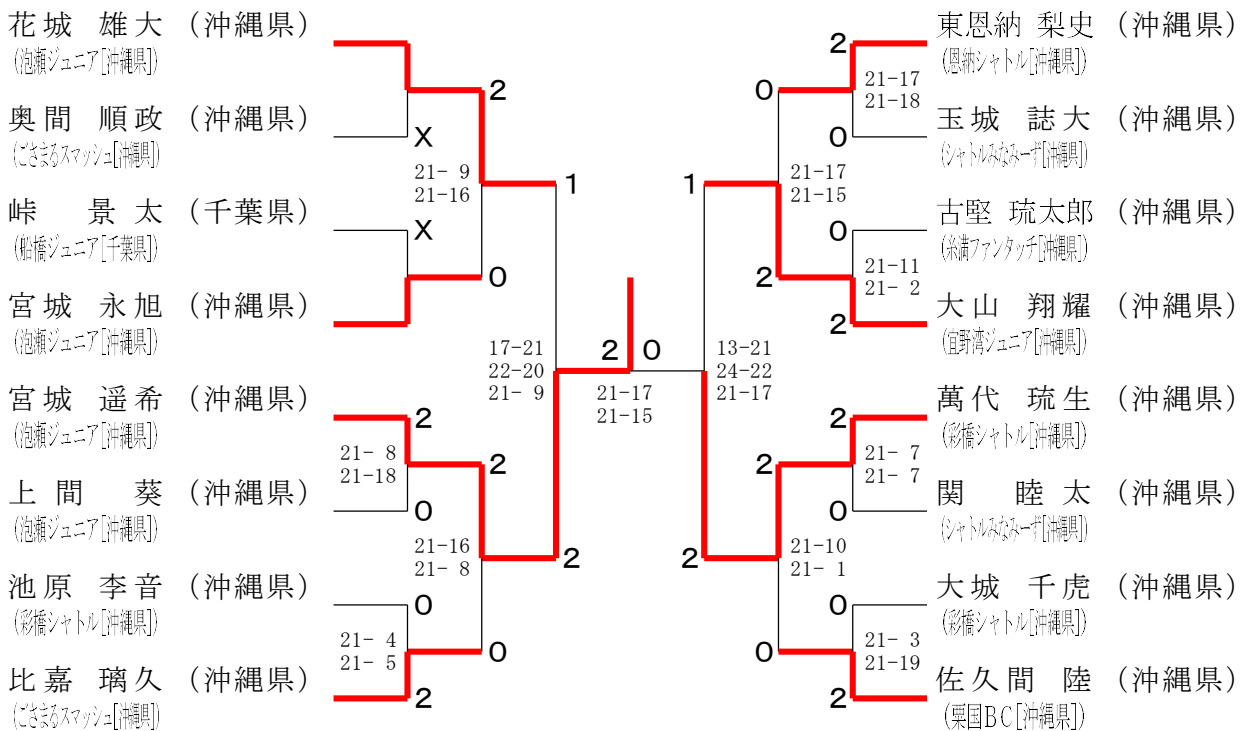 花城 雄大 (沖縄県)
(泡瀬ジュニア[沖縄県])
奥間 順政 (沖縄県)
(ごさまるスマッシュ[沖縄県])
X
21- 9
21-16
2
峠 景太 (千葉県)
(船橋ジュニア[千葉県])
X
0
宮城 永旭 (沖縄県)
(泡瀬ジュニア[沖縄県])
1
17-21
22-20
21- 9
宮城 遥希 (沖縄県)
(泡瀬ジュニア[沖縄県])
2
21- 8
21-18
2
上間 葵 (沖縄県)
(泡瀬ジュニア[沖縄県])
0
21-16
21- 8
2
池原 李音 (沖縄県)
(彩橋シャトル[沖縄県])
0
21- 4
21- 5
0
比嘉 璃久 (沖縄県)
(ごさまるスマッシュ[沖縄県])
2
2 0
21-17
21-15
東恩納 梨史 (沖縄県)
(恩納シャトル[沖縄県])
2
21-17
21-18
0
玉城 誌大 (沖縄県)
(シャトルみなみーず[沖縄県])
0
21-17
21-15
1
古堅 琉太郎 (沖縄県)
(糸満ファンタッチ[沖縄県])
0
21-11
21- 2
2
大山 翔耀 (沖縄県)
(宜野湾ジュニア[沖縄県])
2
13-21
24-22
21-17
萬代 琉生 (沖縄県)
(彩橋シャトル[沖縄県])
2
21- 7
21- 7
2
関 睦太 (沖縄県)
(シャトルみなみーず[沖縄県])
0
21-10
21- 1
2
大城 千虎 (沖縄県)
(彩橋シャトル[沖縄県])
0
21- 3
21-19
0
佐久間 陸 (沖縄県)
(粟国BC[沖縄県])
2